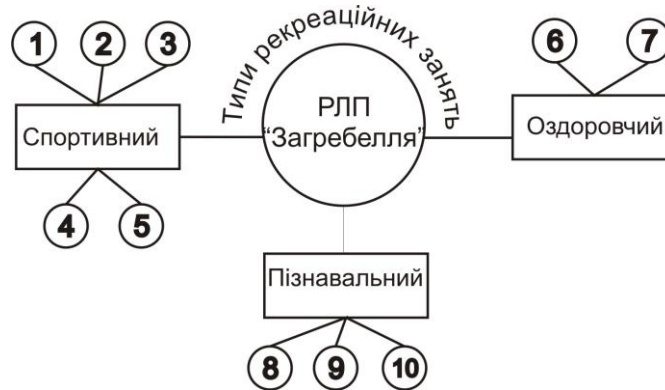 1 2 3
Типи рекреаційних занять
6 7
РЛП
“Загребелля”
Спортивний
Оздоровчий
4 5
Пізнавальний
8 9 10